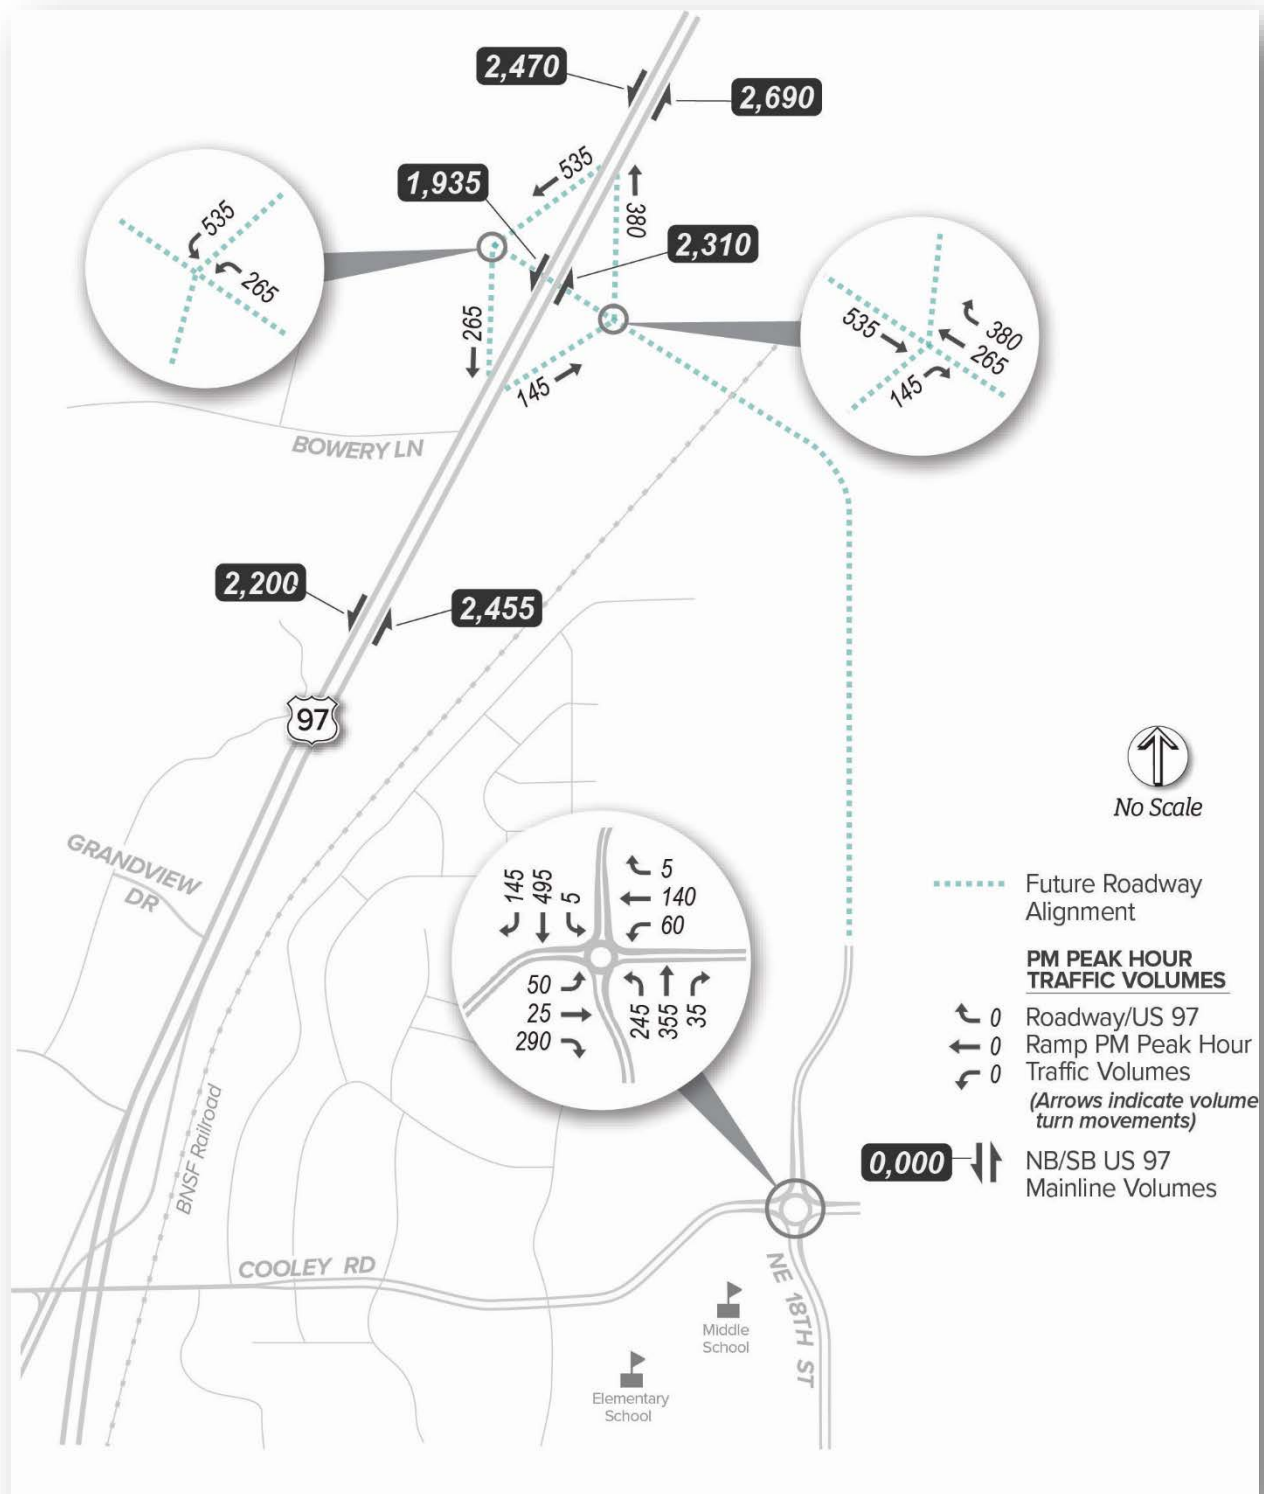 2,470
2,690
535
1,935
380
2,310
535
265
265
145
535
380
265
145
BOWERY LN
2,200
2,455
97
No Scale
GRANDVIEW
DR
Future Roadway
Alignment
PM PEAK HOUR
TRAFFIC VOLUMES
0 Roadway/US 97
0 Ramp PM Peak Hour
0 Traffic Volumes
(Arrows indicate volume
turn movements)
0,000
NB/SB US 97
Mainline Volumes
145
495
5
5
140
60
50
25
290
245
355
35
BNSF Railroad
COOLEY RD
NE 18TH ST
Middle
School
Elementary
School